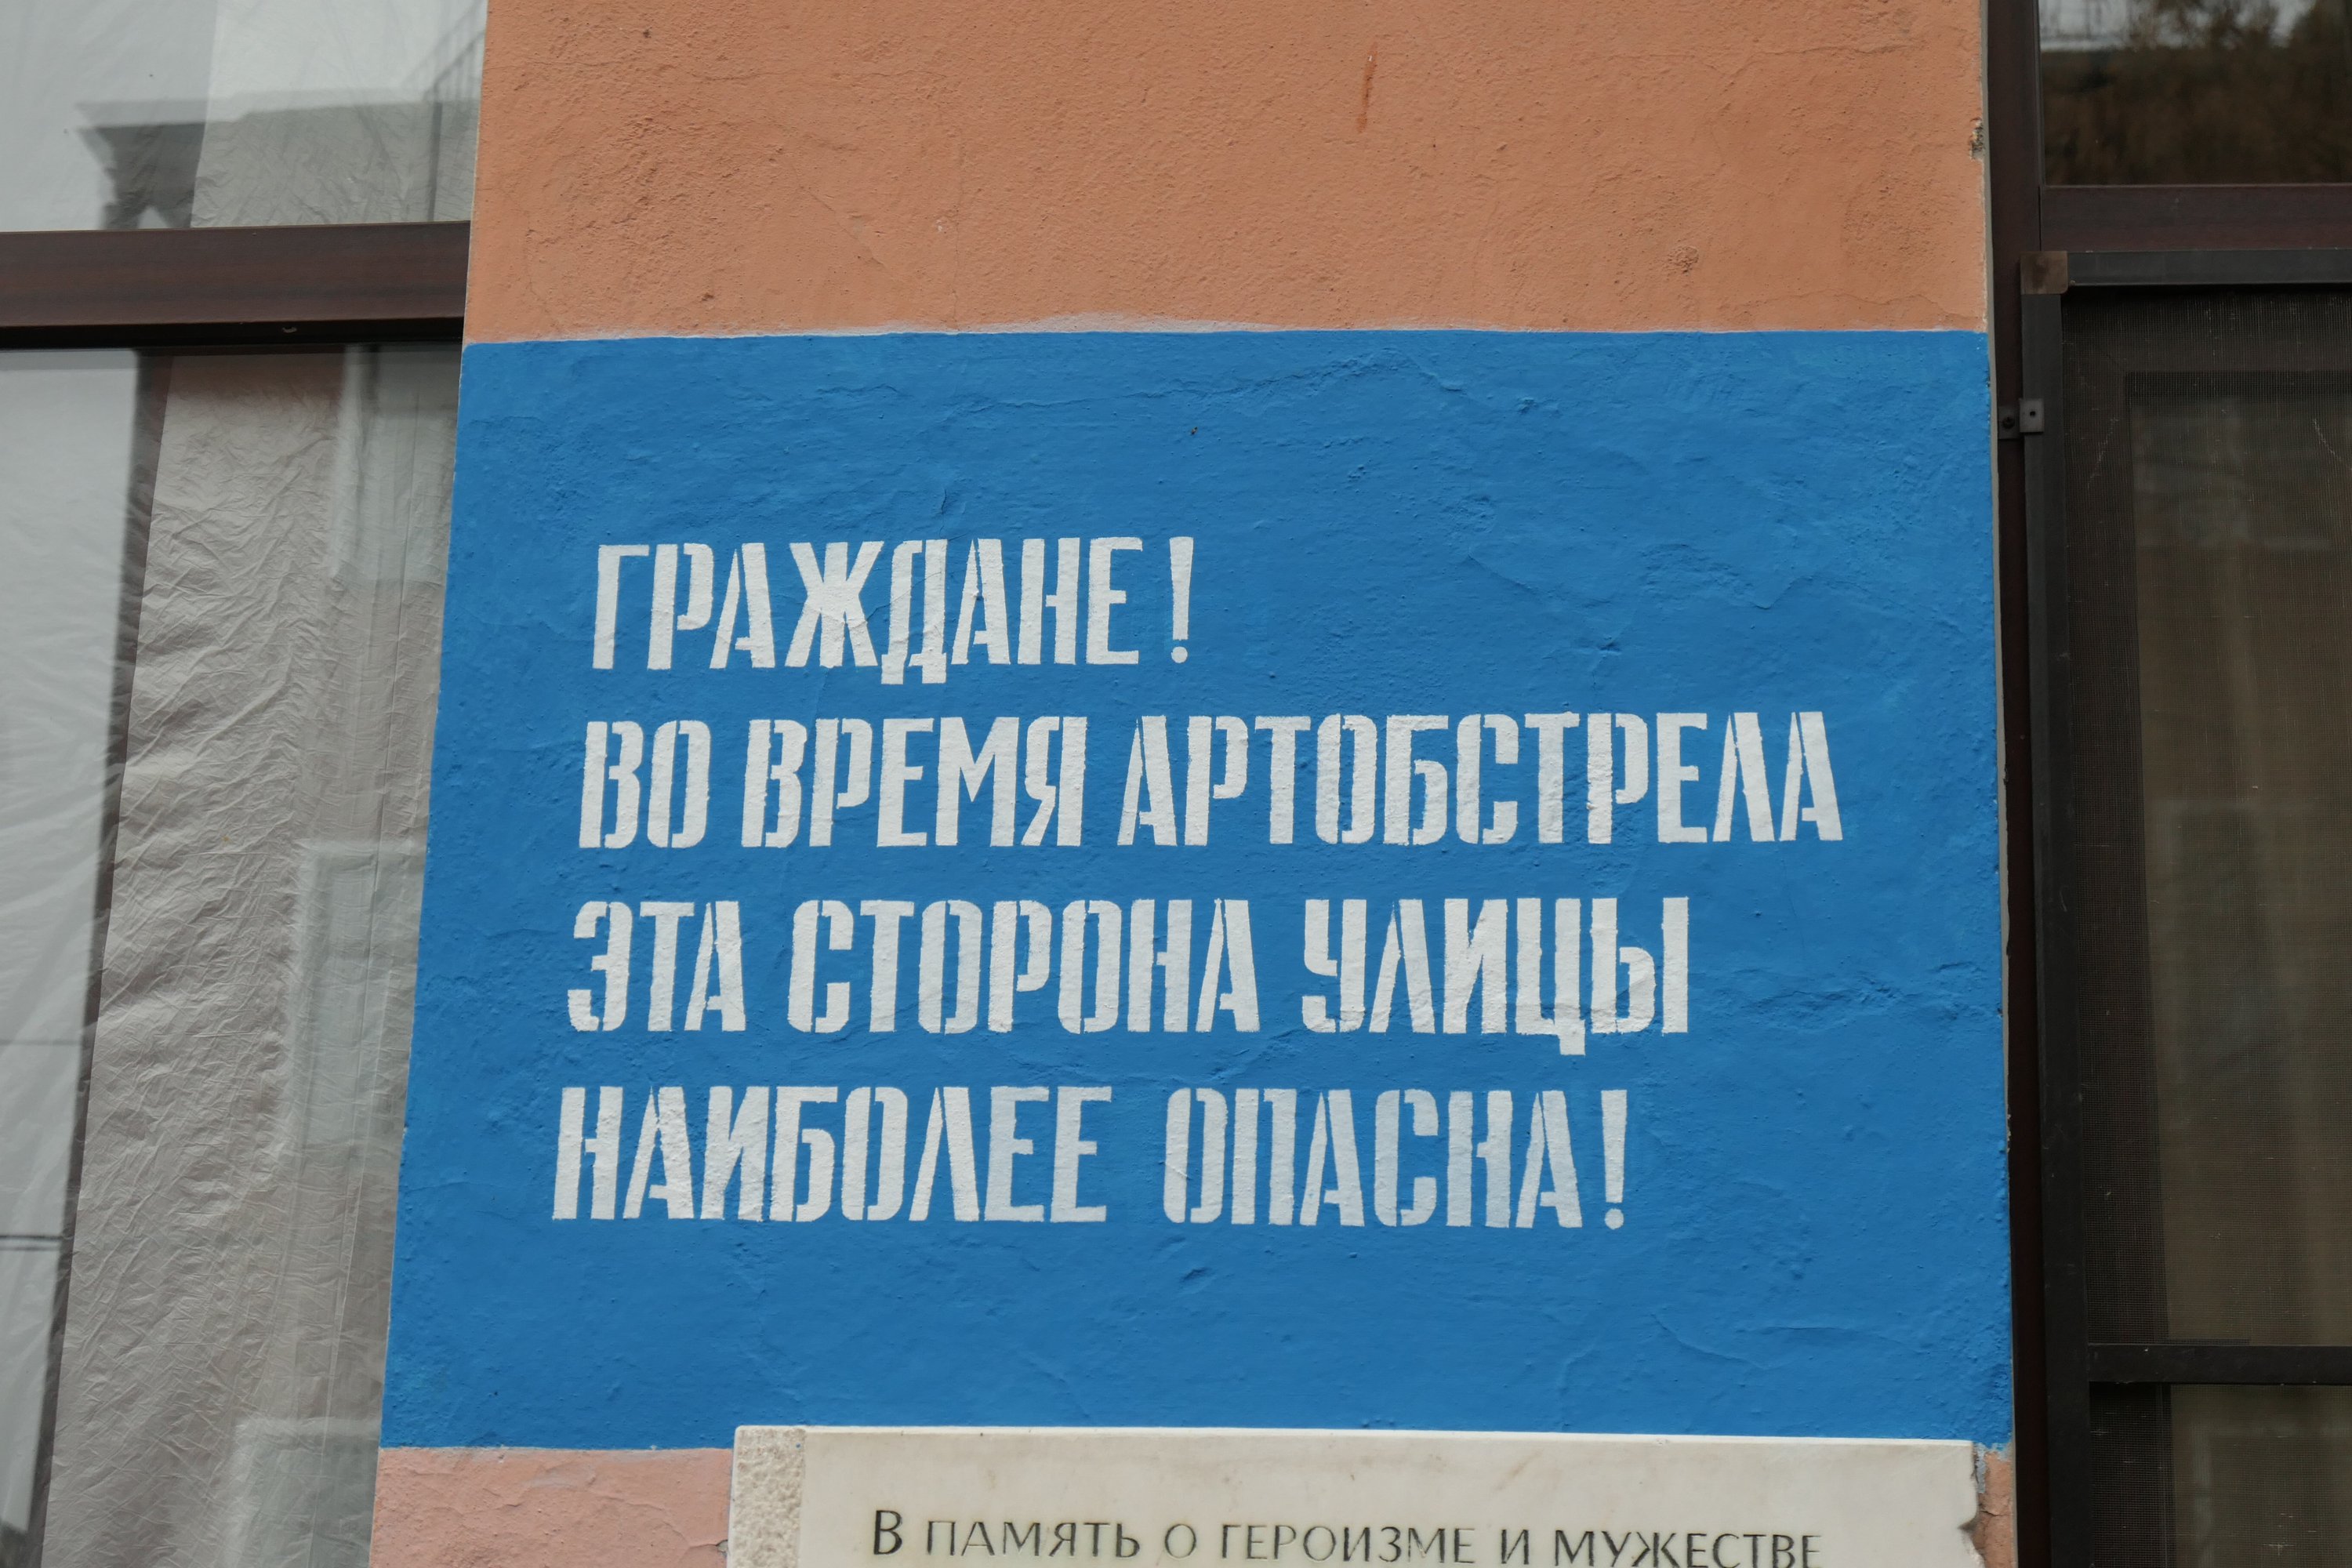 ГРАЖДАНЕ!
ВО ВРЕМЯ АРТОБСТРЕЛА
ЭТА СТОРОНА УЛИЦЫ
НАИБОЛЕЕ ОПАСНА!
В ПАМЯТЬ О ГЕРОИЗМЕ И МУЖЕСТВЕ